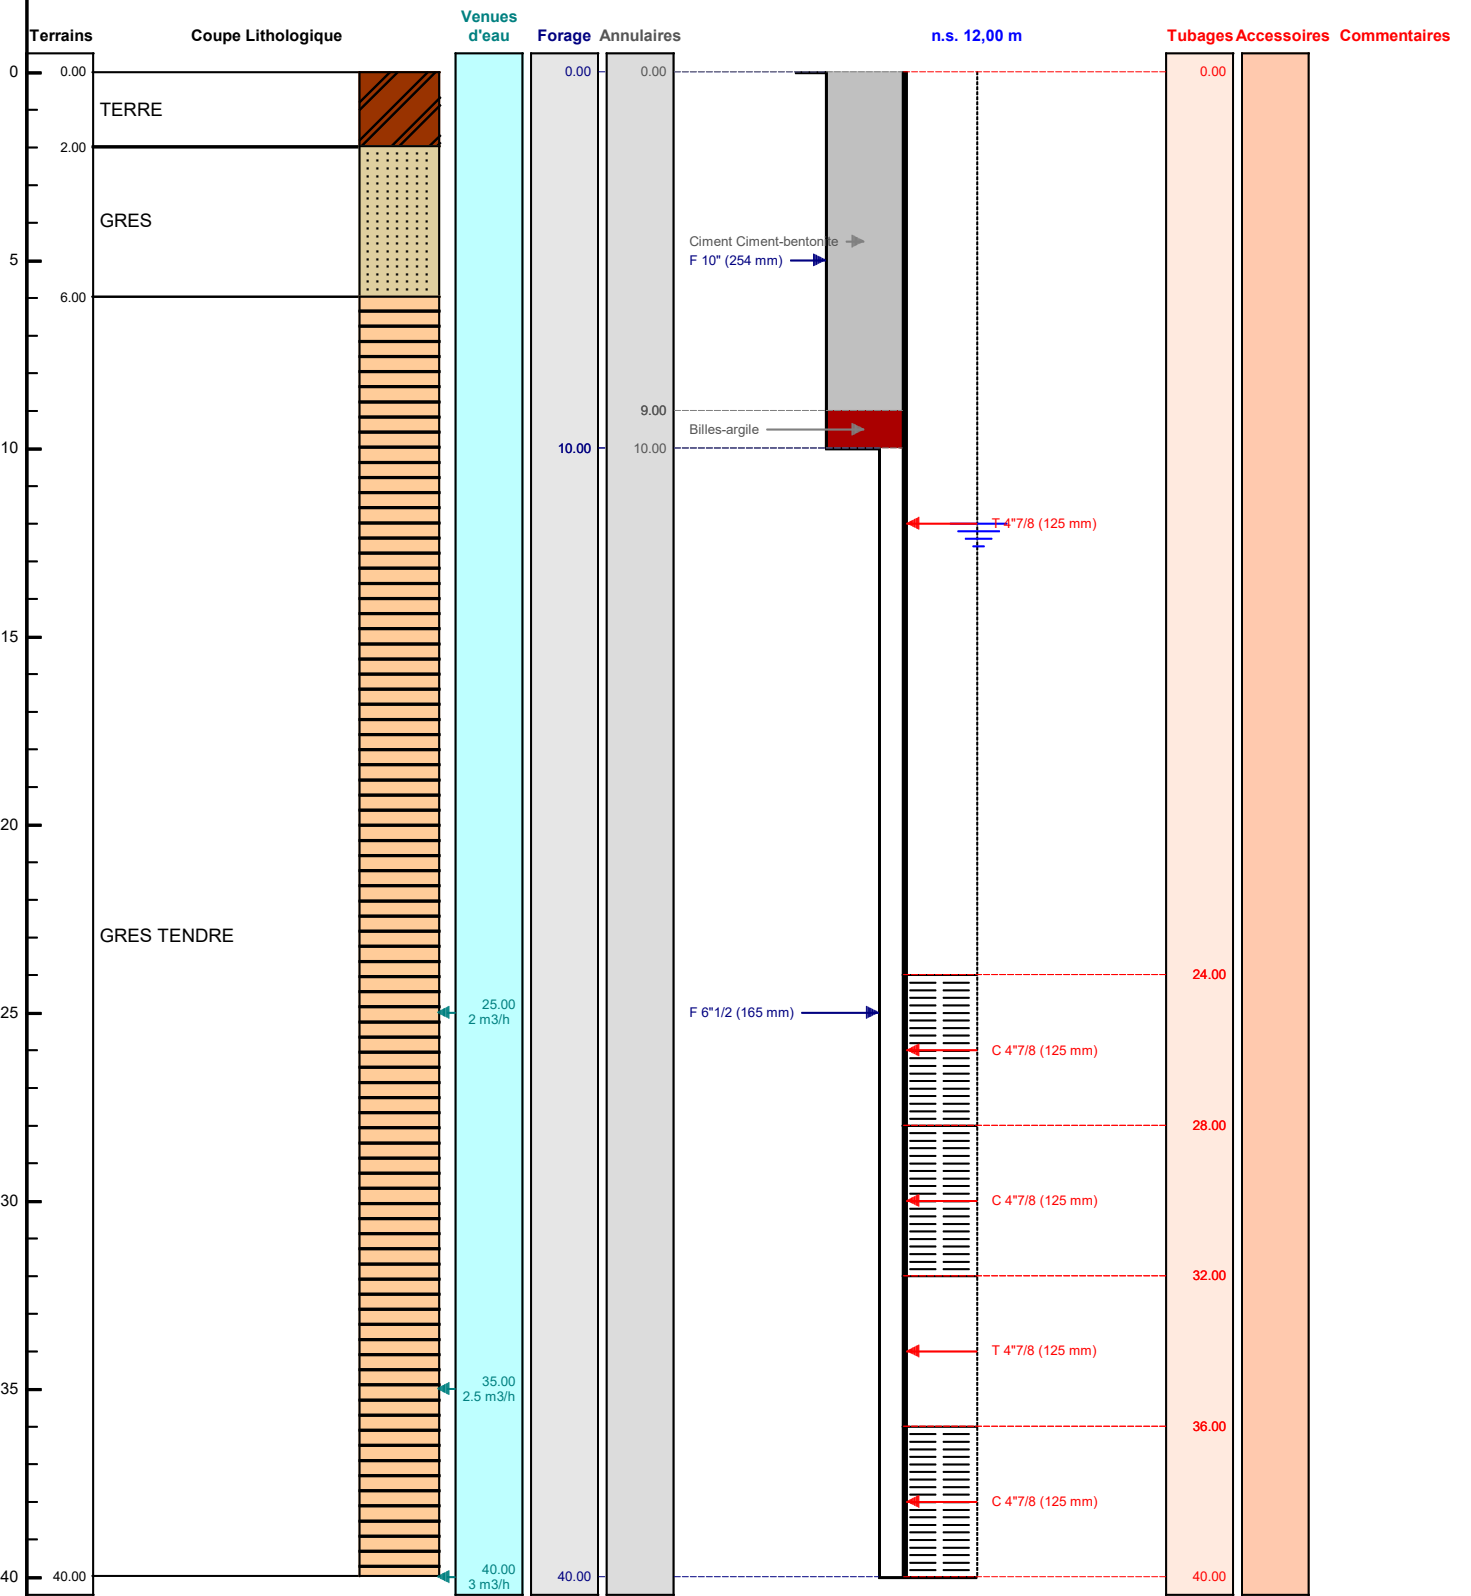 Venues
Terrains Coupe Lithologique d'eau Forage Annulaires n.s. 12,00 m Tubages Accessoires Commentaires
0 0.00 0.00 0.00 0.00
TERRE
2.00
GRES
Ciment Ciment-bentonite
5 F 10" (254 mm)
6.00
9.00
Billes-argile
10 10.00 10.00
T 4"7/8 (125 mm)
15
20
GRES TENDRE
24.00
25.00
25 F 6"1/2 (165 mm)
2 m3/h
C 4"7/8 (125 mm)
28.00
30 C 4"7/8 (125 mm)
32.00
T 4"7/8 (125 mm)
35.00
35
2.5 m3/h
36.00
C 4"7/8 (125 mm)
40.00
40 40.00 40.00 40.00
3 m3/h